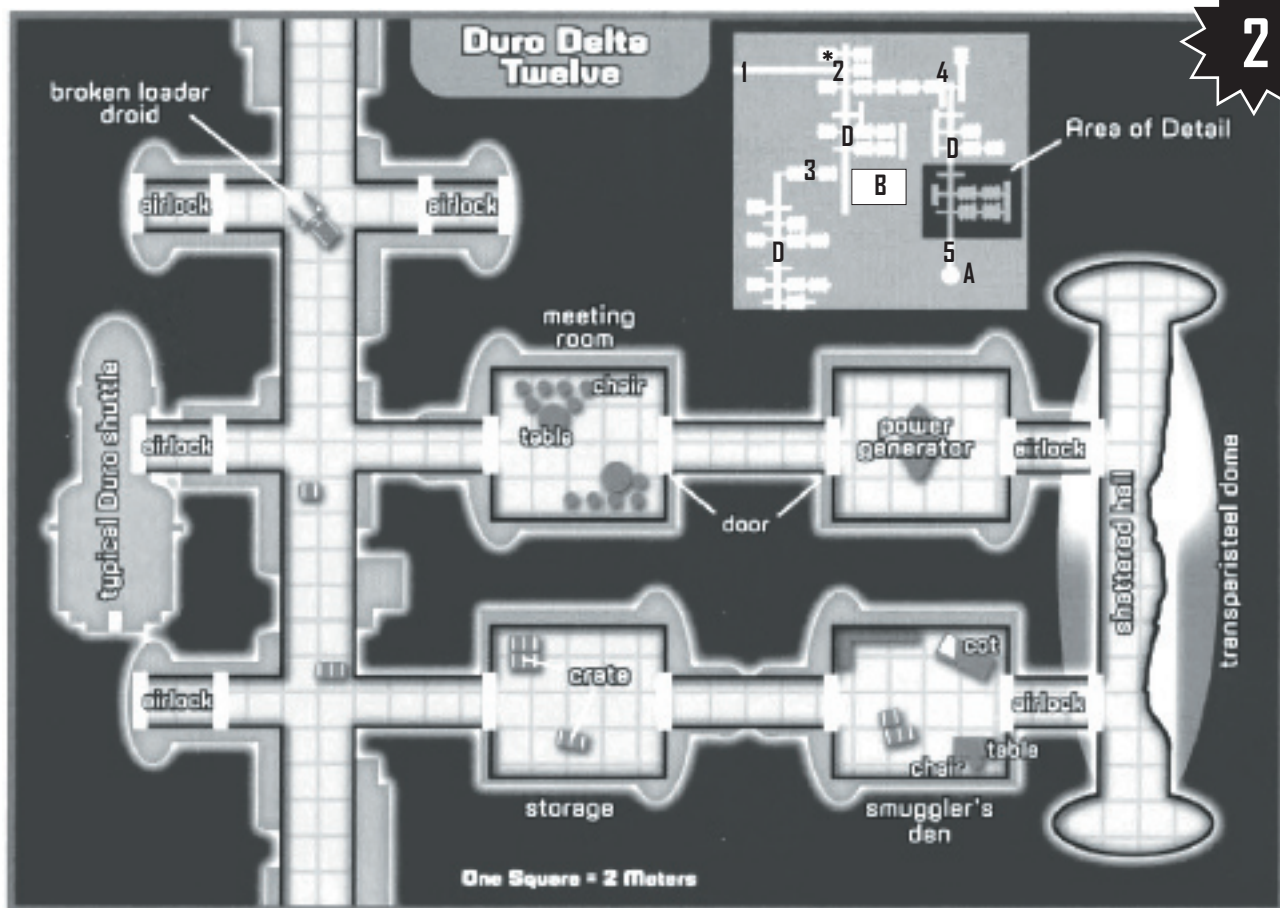 Duro Delta
Twelve
2
broken loader
droid
1
*
2
4
Area of Detail
D
D
3
B
D
5
A
airlock
airlock
meeting
room
chair
table
power
generator
airlock
airlock
typical Duro shuttle
door
shattered hall
transparisteel dome
crate
cot
airlock
airlock
table
chair
storage
smuggler's
den
One Square = 2 Meters